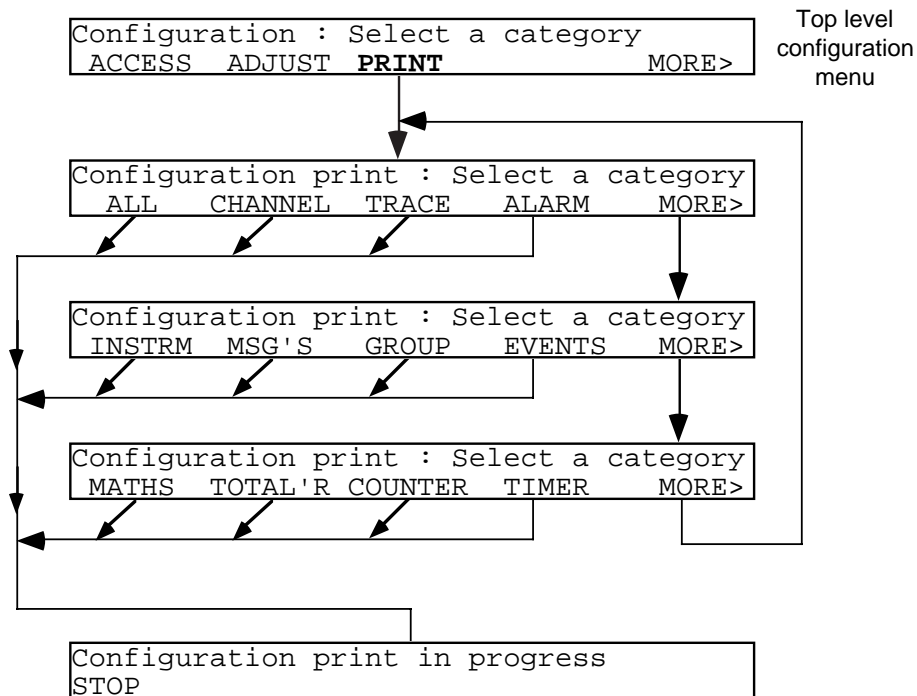 Configuration : Select a category
ACCESS ADJUST PRINT MORE>
Top level
configuration
menu
Configuration print : Select a category
ALL CHANNEL TRACE ALARM MORE>
Configuration print : Select a category
INSTRM MSG'S GROUP EVENTS MORE>
Configuration print : Select a category
MATHS TOTAL'R COUNTER TIMER MORE>
Configuration print in progress
STOP